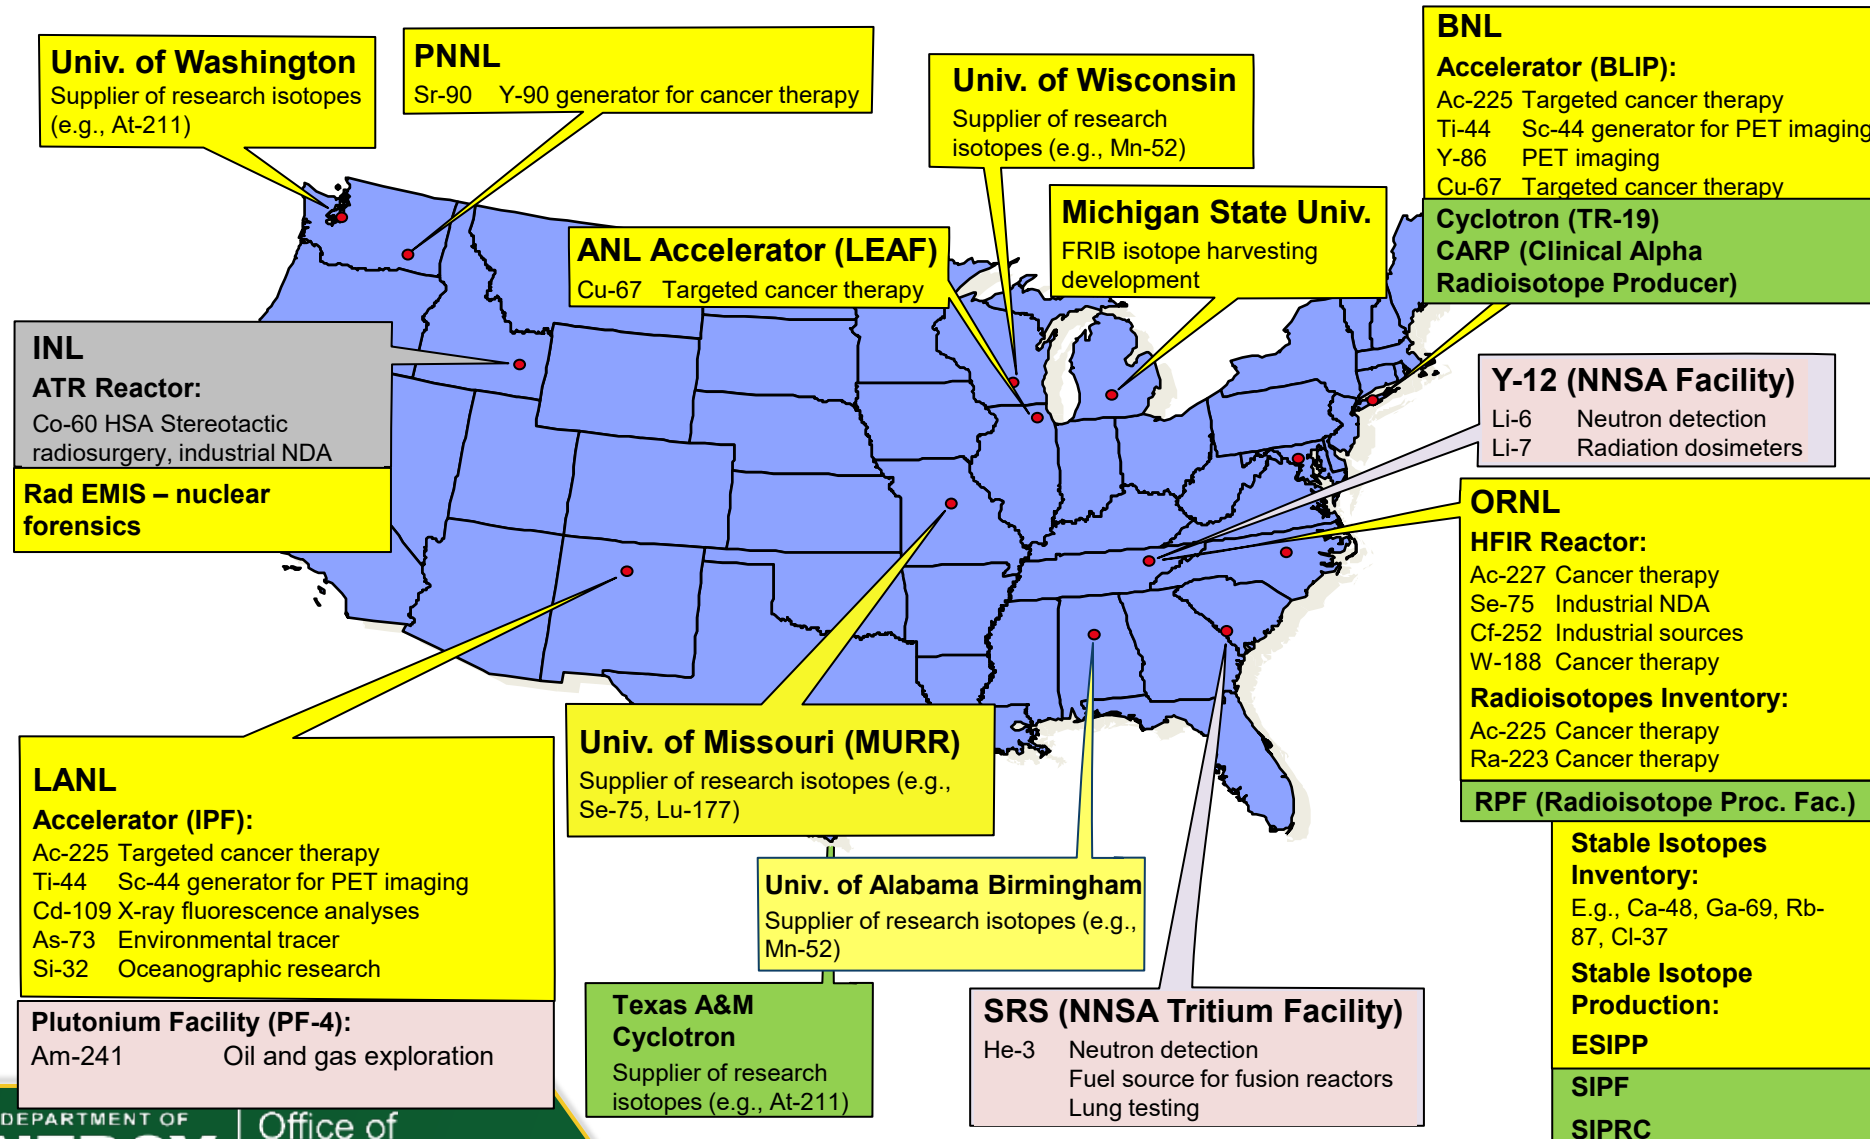 Univ. of Washington
Supplier of research isotopes
(e.g., At-211)
PNNL
Sr-90 Y-90 generator for cancer therapy
Univ. of Wisconsin
Supplier of research
isotopes (e.g., Mn-52)
BNL
Accelerator (BLIP):
Ac-225 Targeted cancer therapy
Ti-44 Sc-44 generator for PET imaging
Y-86 PET imaging
Cu-67 Targeted cancer therapy
Cyclotron (TR-19)
CARP (Clinical Alpha
Radioisotope Producer)
Michigan State Univ.
FRIB isotope harvesting
development
ANL Accelerator (LEAF)
Cu-67 Targeted cancer therapy
INL
ATR Reactor:
Co-60 HSA Stereotactic
radiosurgery, industrial NDA
Rad EMIS – nuclear
forensics
Y-12 (NNSA Facility)
Li-6 Neutron detection
Li-7 Radiation dosimeters
ORNL
HFIR Reactor:
Ac-227 Cancer therapy
Se-75 Industrial NDA
Cf-252 Industrial sources
W-188 Cancer therapy
Radioisotopes Inventory:
Ac-225 Cancer therapy
Ra-223 Cancer therapy
RPF (Radioisotope Proc. Fac.)
Stable Isotopes
Inventory:
E.g., Ca-48, Ga-69, Rb-
87, Cl-37
Stable Isotope
Production:
ESIPP
SIPF
SIPRC
LANL
Accelerator (IPF):
Ac-225 Targeted cancer therapy
Ti-44 Sc-44 generator for PET imaging
Cd-109 X-ray fluorescence analyses
As-73 Environmental tracer
Si-32 Oceanographic research
Plutonium Facility (PF-4):
Am-241 Oil and gas exploration
Univ. of Missouri (MURR)
Supplier of research isotopes (e.g.,
Se-75, Lu-177)
Univ. of Alabama Birmingham
Supplier of research isotopes (e.g.,
Mn-52)
Texas A&M
Cyclotron
Supplier of research
isotopes (e.g., At-211)
SRS (NNSA Tritium Facility)
He-3 Neutron detection
Fuel source for fusion reactors
Lung testing
DEPARTMENT OF
Office of